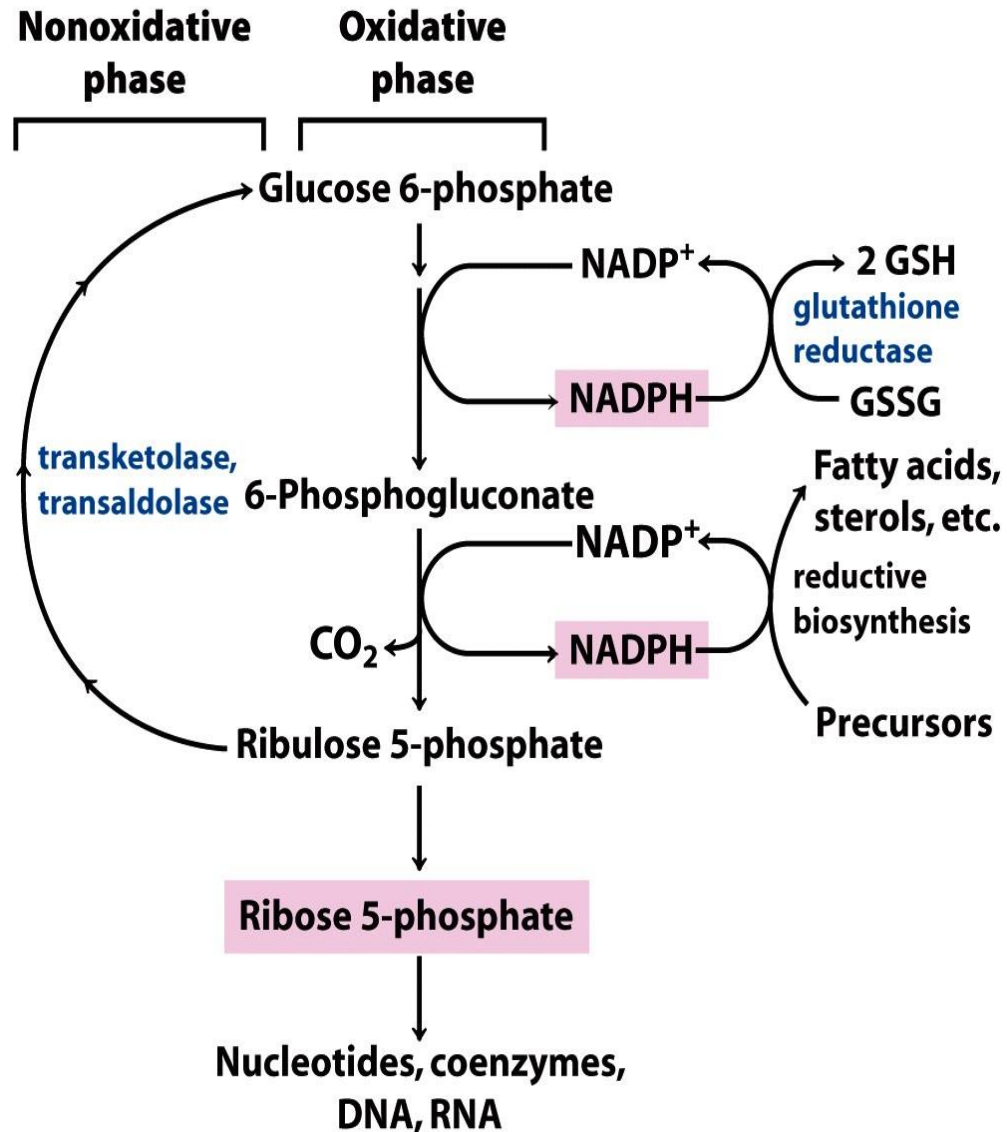 Nonoxidative
phase
Oxidative
phase
Glucose 6-phosphate
NADP+
2 GSH
glutathione
reductase
NADPH
GSSG
transketolase,
transaldolase
6-Phosphogluconate
Fatty acids,
sterols, etc.
NADP+
reductive
biosynthesis
CO2
NADPH
Precursors
Ribulose 5-phosphate
Ribose 5-phosphate
Nucleotides, coenzymes,
DNA, RNA